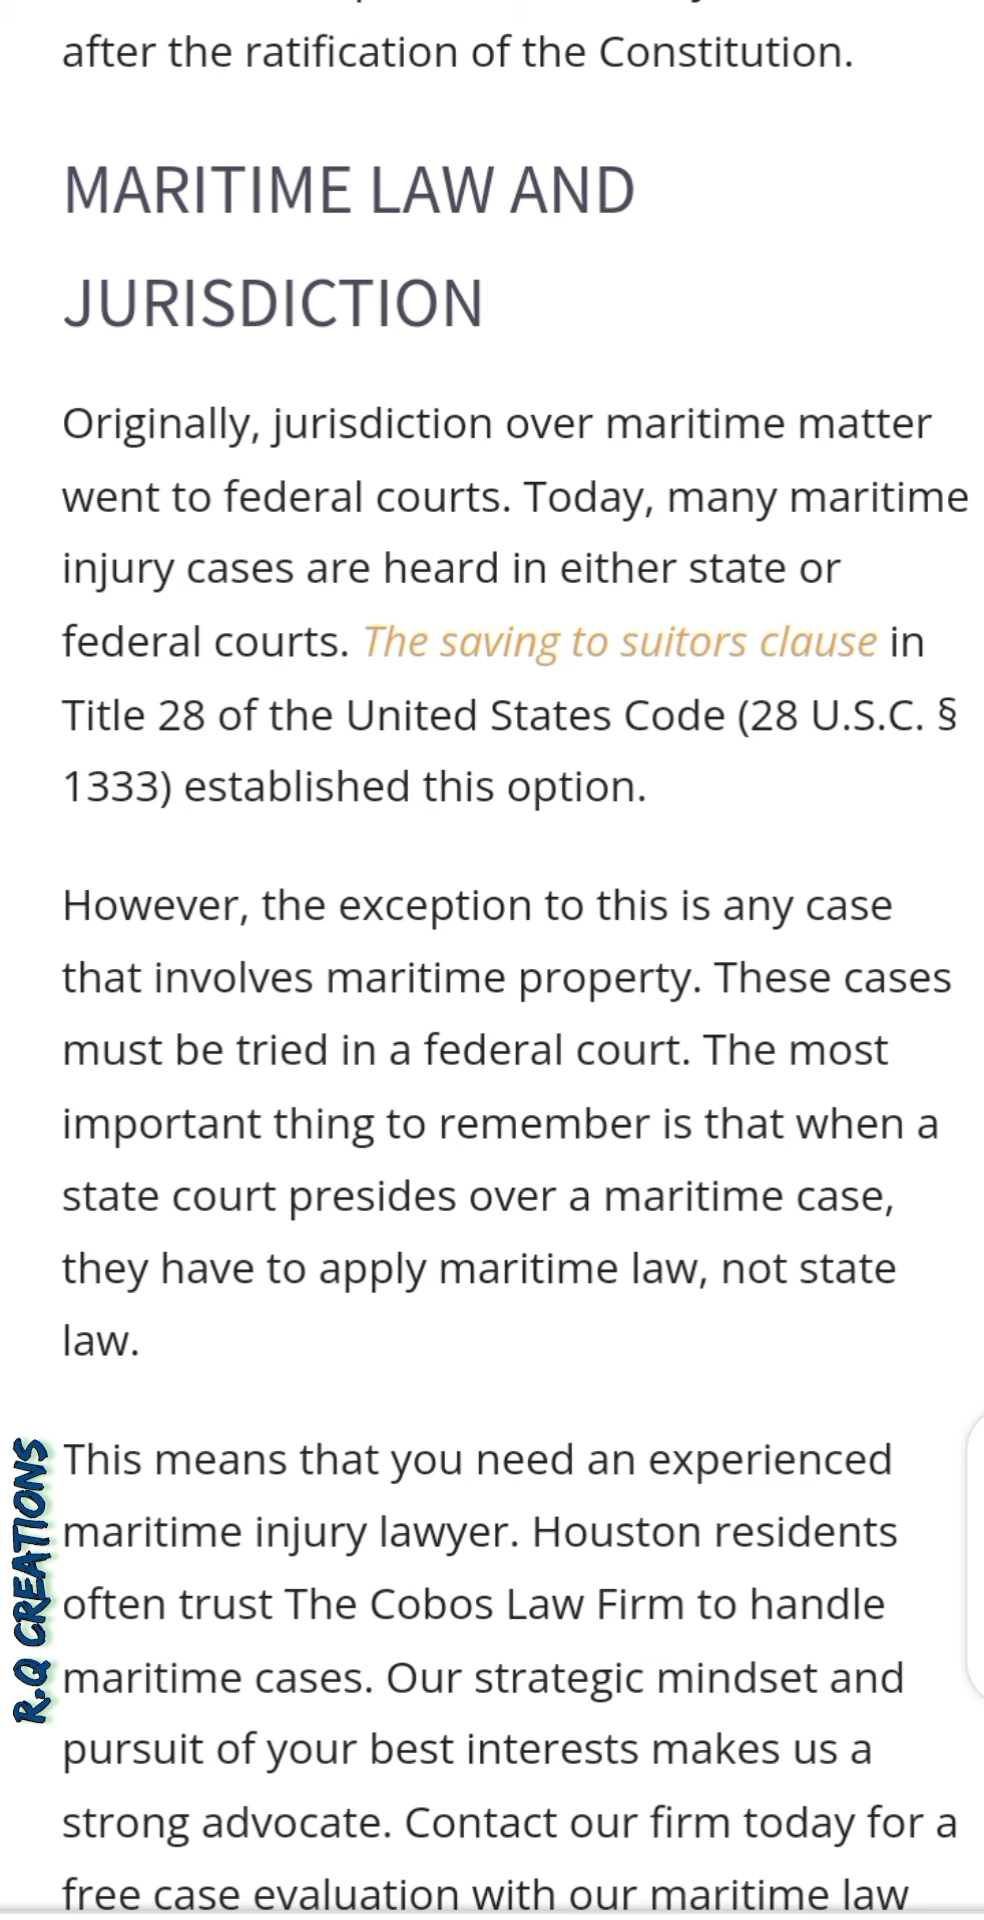 after the ratification of the Constitution.
MARITIME LAW AND
JURISDICTION
Originally, jurisdiction over maritime matter
went to federal courts. Today, many maritime
injury cases are heard in either state or
federal courts. The saving to suitors clause in
Title 28 of the United States Code (28 U.S.C. §
1333) established this option.
However, the exception to this is any case
that involves maritime property. These cases
must be tried in a federal court. The most
important thing to remember is that when a
state court presides over a maritime case,
they have to apply maritime law, not state
law.
This means that you need an experienced
maritime injury lawyer. Houston residents
often trust The Cobos Law Firm to handle
maritime cases. Our strategic mindset and
pursuit of your best interests makes us a
strong advocate. Contact our firm today for a
free case evaluation with our maritime law
R.Q CREATIONS